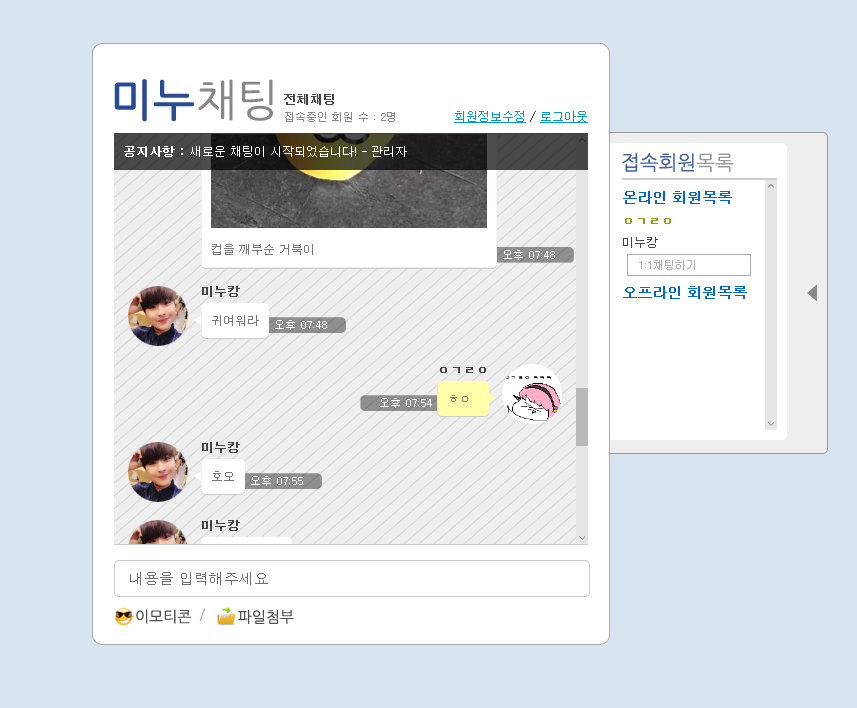 미누채팅 전체채팅
접속중인 회원 수 : 2명
회원정보수정 / 로그아웃
공지사항 : 새로운 채팅이 시작되었습니다! - 관리자
컵을 깨부순 거북이
오후 07:48
미누캉
귀여워라
오후 07:48
ㅇㄱㄹㅇ
오후 07:54
ㅎㅇ
미누캉
호오
오후 07:55
미누캉
내용을 입력해주세요
이모티콘 / 파일첨부
접속회원목록
온라인 회원목록
ㅇㄱㄹㅇ
미누캉
1:1채팅하기
오프라인 회원목록